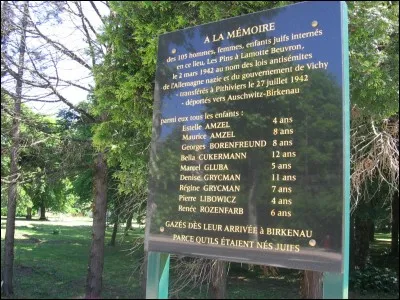 A LA MÉMOIRE
des 105 hommes, femmes, enfants juifs internés
en ce lieu, Les Pins à Lamotte Beuvron,
le 2 mars 1942 au nom des lois antisémites
de l'Allemagne nazie et du gouvernement de Vichy
- transférés à Pithiviers le 27 juillet 1942
- déportés vers Auschwitz-Birkenau
parmi eux tous les enfants :
Estelle AMZEL 4 ans
Maurice AMZEL 8 ans
Georges BORENFREUND 8 ans
Bella CUKERMANN 12 ans
Marcel GLUBA 5 ans
Denise GRYCMAN 11 ans
Régine GRYCMAN 7 ans
Pierre LIBOWICZ 4 ans
Renée ROZENFARB 6 ans
GAZÉS DÈS LEUR ARRIVÉE À BIRKENAU
PARCE QU'ILS ÉTAIENT NÉS JUIFS